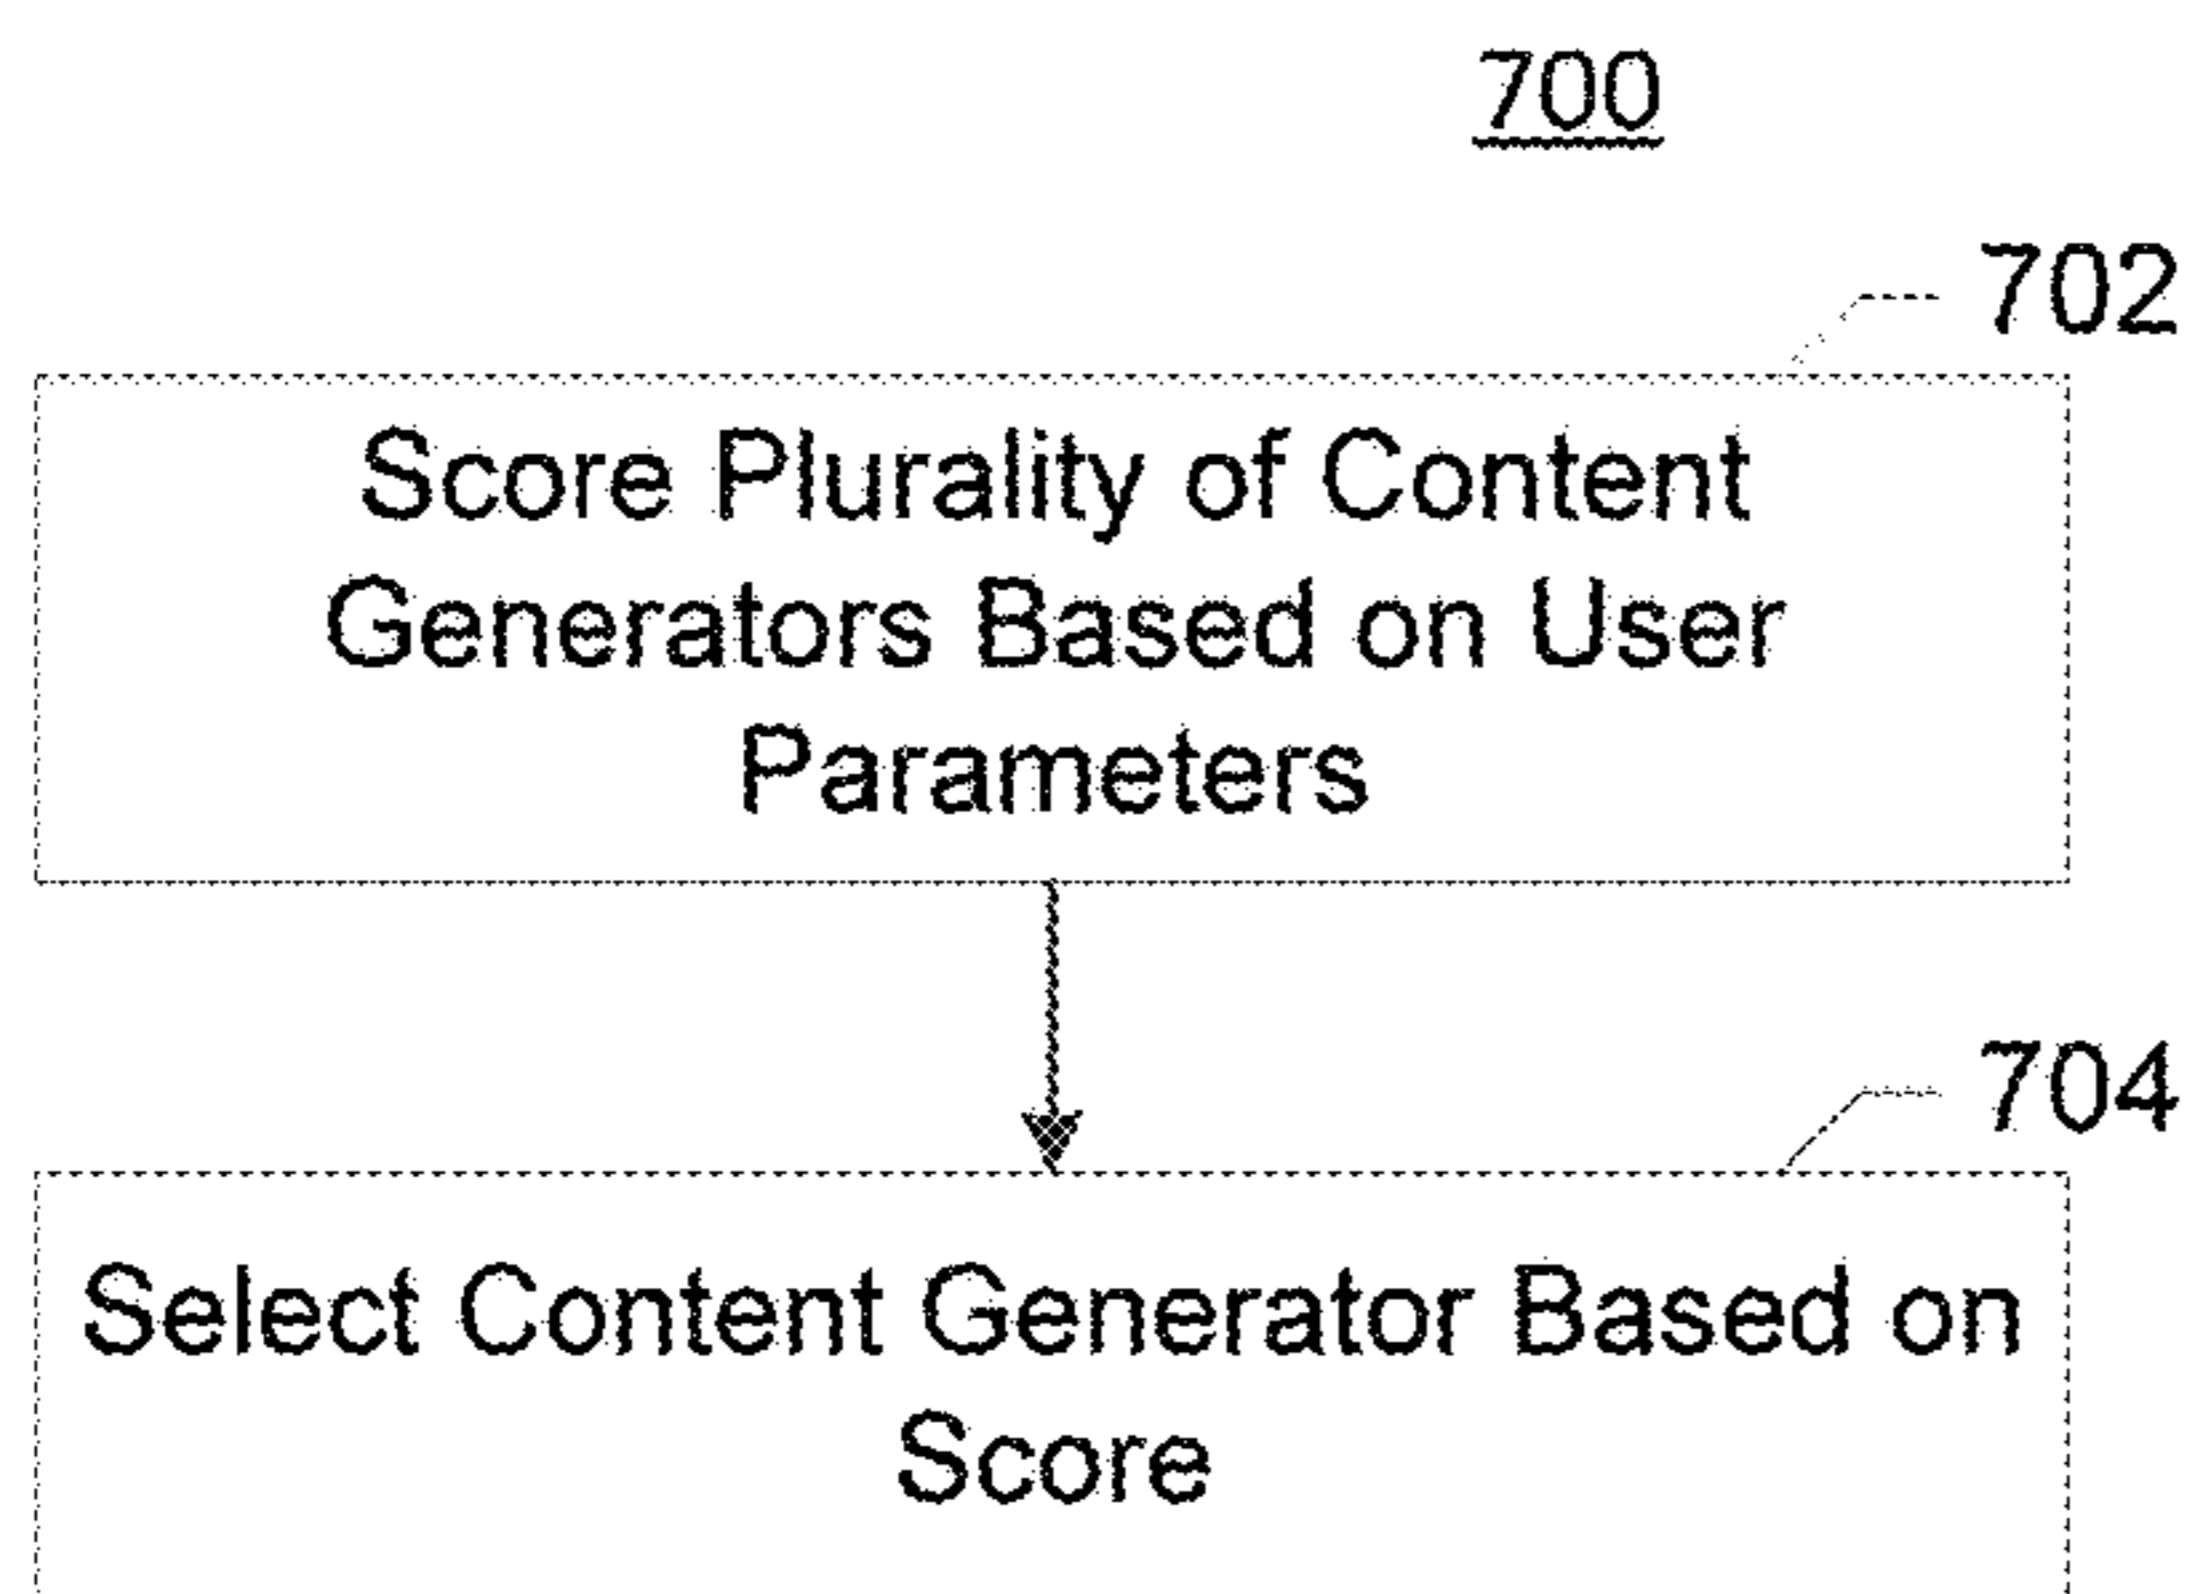 700
702
Score Plurality of Content
Generators Based on User
Parameters
704
Select Content Generator Based on
Score